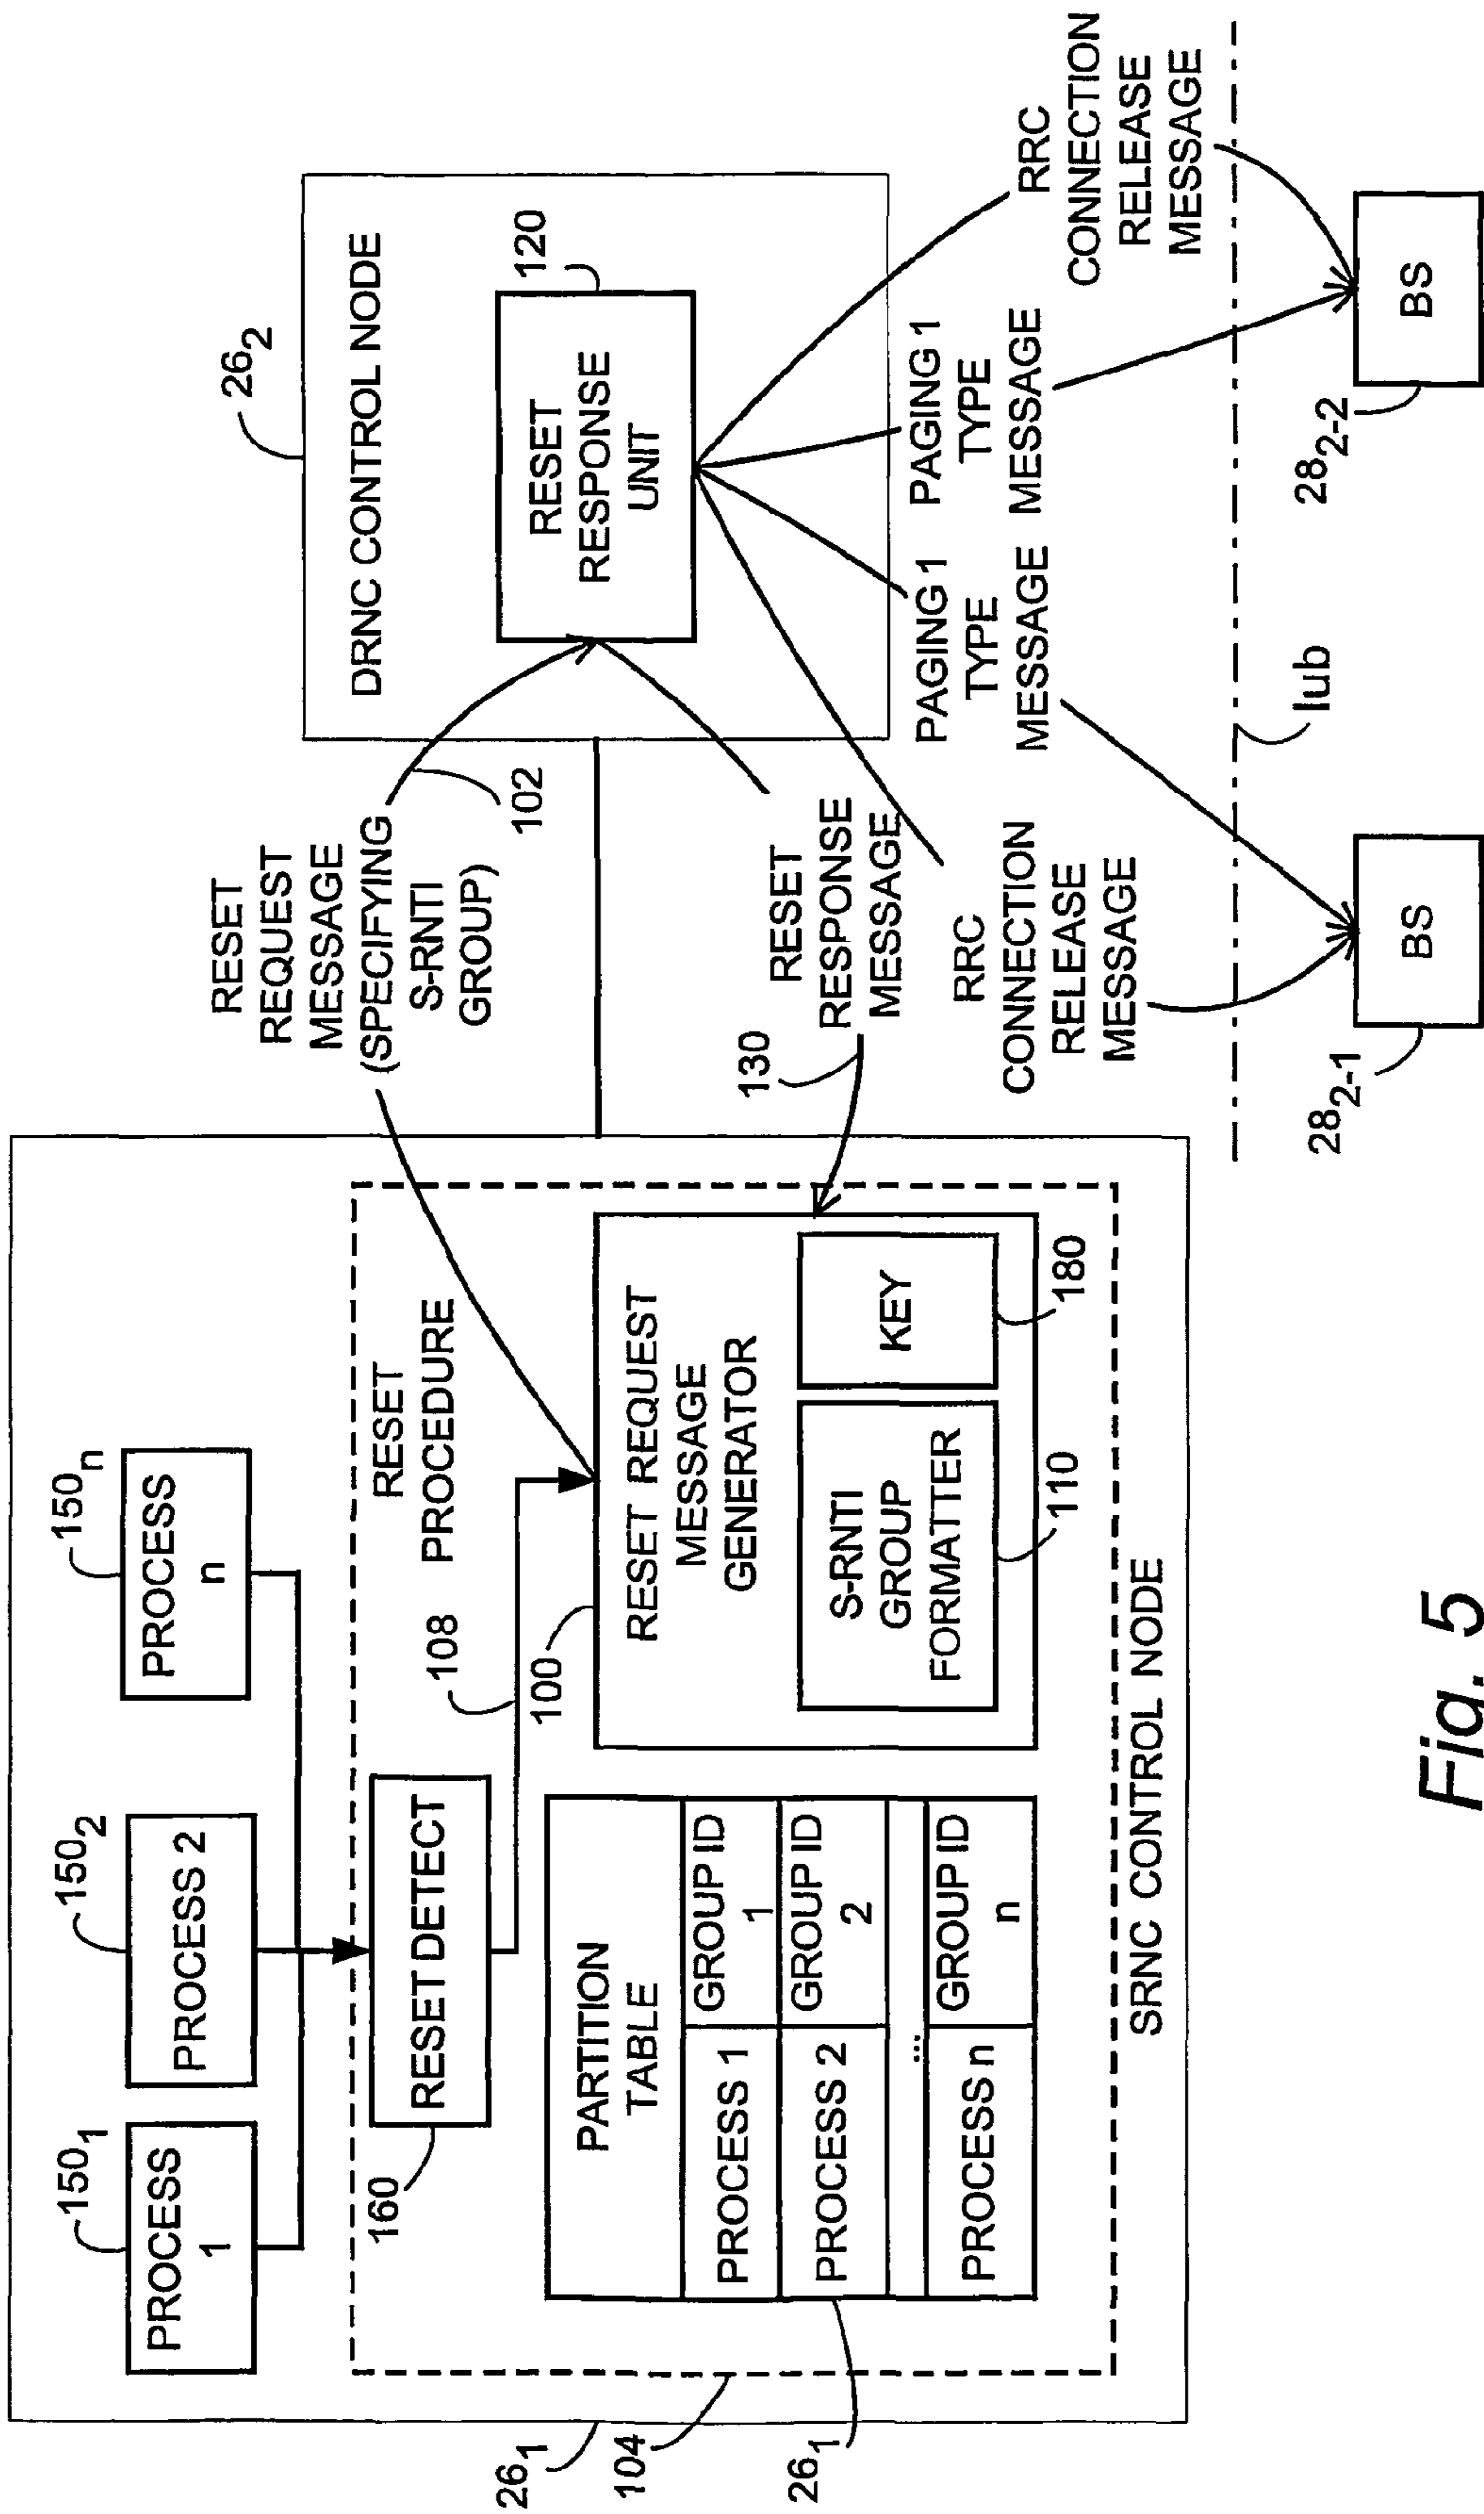 150₁
150₂
150ₙ
PROCESS
1
PROCESS 2
PROCESS
n
160
RESET DETECT
108
RESET
PROCEDURE
100
RESET REQUEST
MESSAGE
GENERATOR
S-RNTI
GROUP
FORMATTER
110
KEY
180
PARTITION
TABLE
PROCESS 1
GROUP ID
1
PROCESS 2
GROUP ID
2
...
PROCESS n
GROUP ID
n
SRNC CONTROL NODE
26₁
104
26₁
RESET
REQUEST
MESSAGE
(SPECIFYING
S-RNTI
GROUP)
102
130
RESET
RESPONSE
MESSAGE
26₂
DRNC CONTROL NODE
RESET
RESPONSE
UNIT
120
RRC
CONNECTION
RELEASE
MESSAGE
PAGING 1
TYPE
MESSAGE
PAGING 1
TYPE
MESSAGE
RRC
CONNECTION
RELEASE
MESSAGE
Iub
28₂₋₁
BS
28₂₋₂
BS
Fig. 5